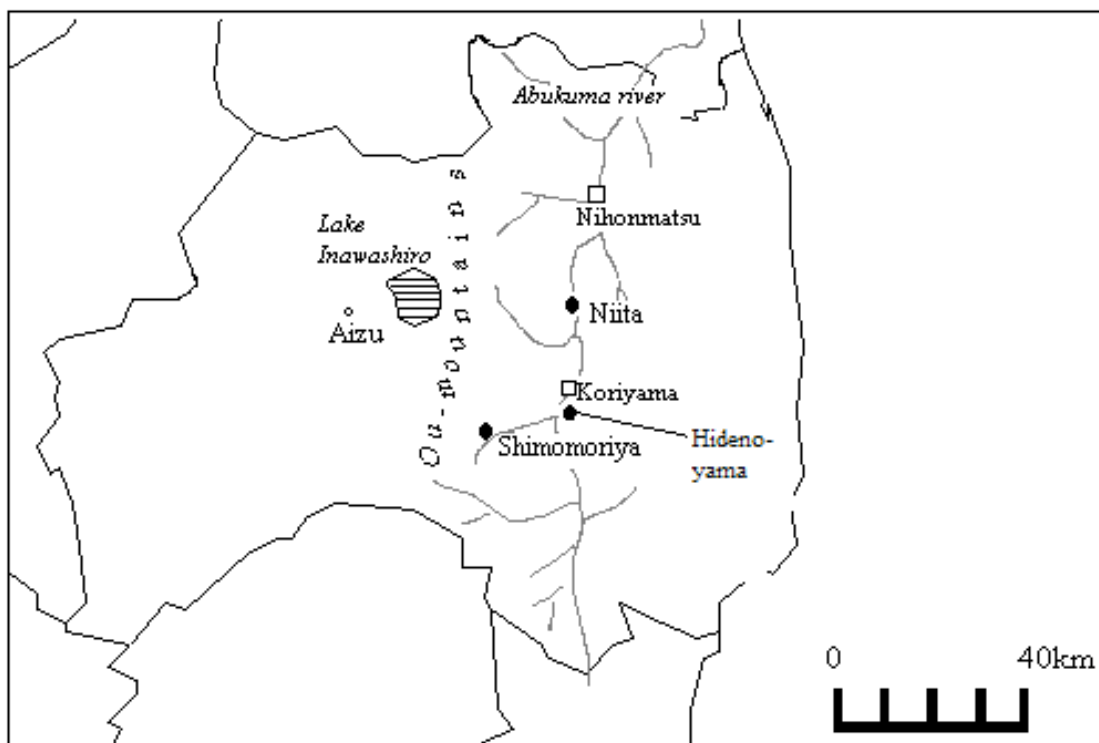 Abukuma river
Ou-mountains
Nihonmatsu
Lake
Inawashiro
Niita
Aizu
Koriyama
Shimomoriya
Hideno-
yama
0 40km